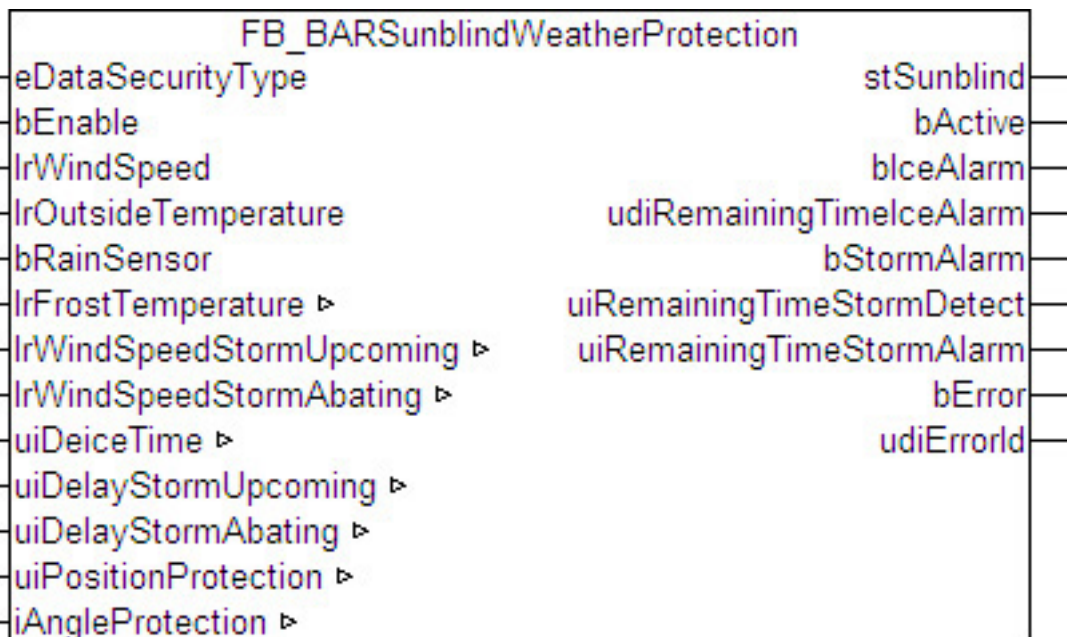 FB_BARSunblindWeatherProtection
eDataSecurityType stSunblind
bEnable bActive
lrWindSpeed bIceAlarm
lrOutsideTemperature udiRemainingTimeIceAlarm
bRainSensor bStormAlarm
lrFrostTemperature uiRemainingTimeStormDetect
lrWindSpeedStormUpcoming uiRemainingTimeStormAlarm
lrWindSpeedStormAbating bError
uiDeiceTime udiErrorId
uiDelayStormUpcoming
uiDelayStormAbating
uiPositionProtection
iAngleProtection